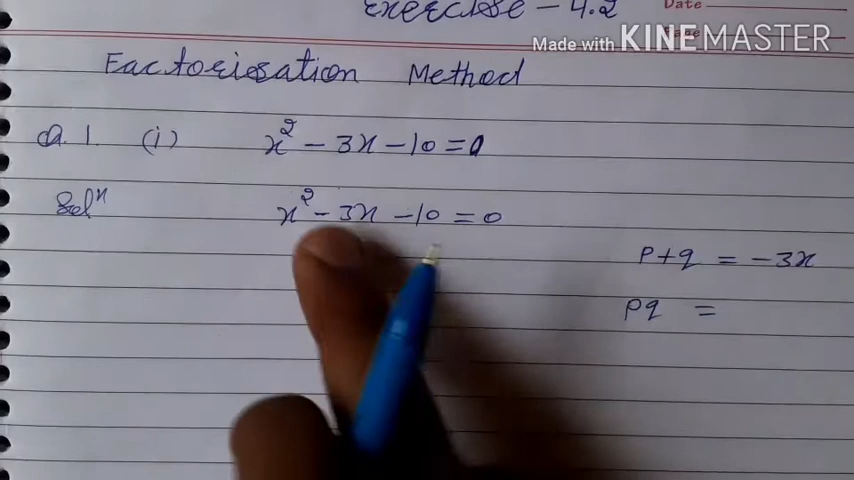 exercise - 4.2
Date
Made with KINEMASTER
Factorisation Method
Q. 1. (i) x² - 3x - 10 = 0
Solⁿ x² - 3x - 10 = 0
P + q = -3x
Pq =